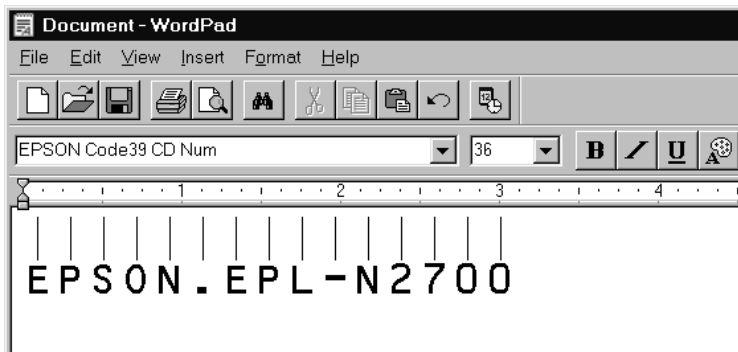 Document - WordPad
File Edit View Insert Format Help
EPSON Code39 CD Num 36 B I U A
1 2 3 4
EPSON.EPL-N2700